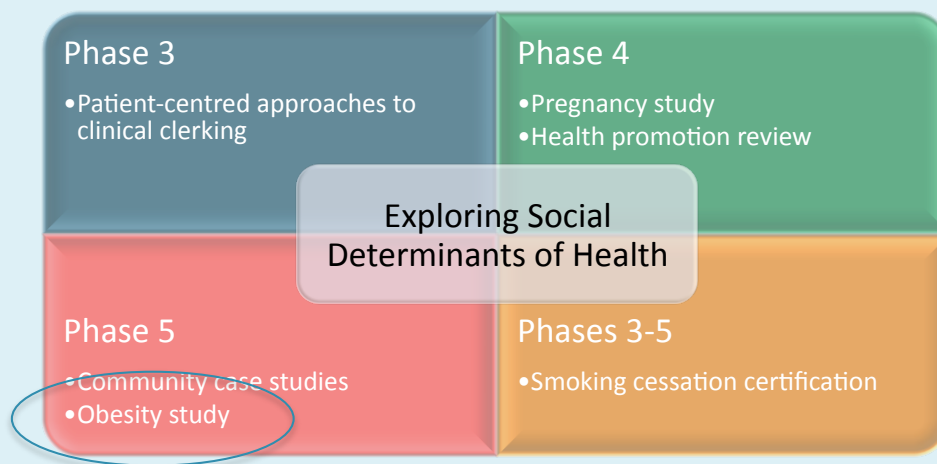 Phase 3
•Patient-centred approaches to
clinical clerking
Phase 4
•Pregnancy study
•Health promotion review
Exploring Social
Determinants of Health
Phase 5
•Community case studies
•Obesity study
Phases 3-5
•Smoking cessation certification